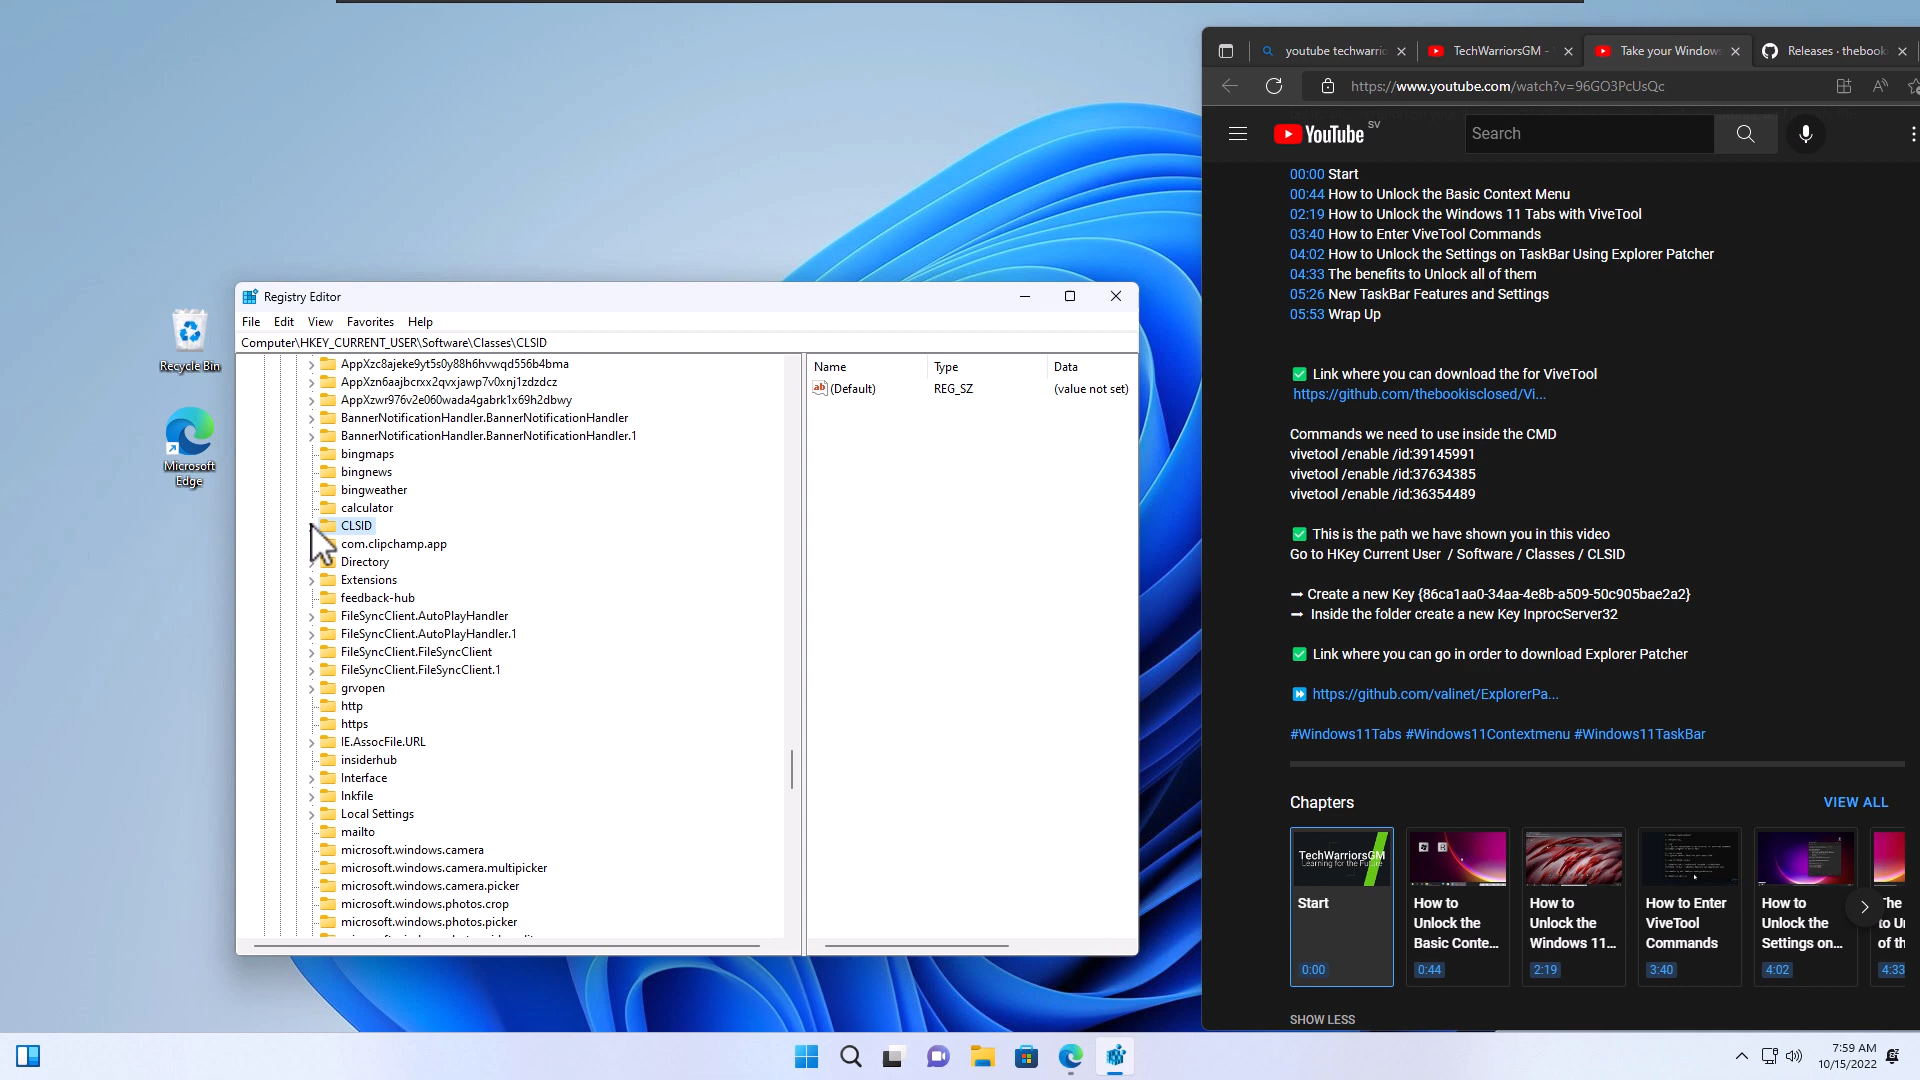 Recycle Bin
Microsoft
Edge
Registry Editor
File Edit View Favorites Help
Computer\HKEY_CURRENT_USER\Software\Classes\CLSID
AppXzc8ajeke9yt5s0y88h6hvwqd556b4bma
AppXzn6aajbcrxx2qvxjawp7v0xnj1zdzdcz
AppXzwr976v2e060wada4gabrk1x69h2dbwy
BannerNotificationHandler.BannerNotificationHandler
BannerNotificationHandler.BannerNotificationHandler.1
bingmaps
bingnews
bingweather
calculator
CLSID
com.clipchamp.app
Directory
Extensions
feedback-hub
FileSyncClient.AutoPlayHandler
FileSyncClient.AutoPlayHandler.1
FileSyncClient.FileSyncClient
FileSyncClient.FileSyncClient.1
grvopen
http
https
IE.AssocFile.URL
insiderhub
Interface
lnkfile
Local Settings
mailto
microsoft.windows.camera
microsoft.windows.camera.multipicker
microsoft.windows.camera.picker
microsoft.windows.photos.crop
microsoft.windows.photos.picker
Name Type Data
ab (Default) REG_SZ (value not set)
youtube techwarrio TechWarriorsGM - Take your Window Releases · thebook
https://www.youtube.com/watch?v=96GO3PcUsQc
YouTube SV
Search
00:00 Start
00:44 How to Unlock the Basic Context Menu
02:19 How to Unlock the Windows 11 Tabs with ViveTool
03:40 How to Enter ViveTool Commands
04:02 How to Unlock the Settings on TaskBar Using Explorer Patcher
04:33 The benefits to Unlock all of them
05:26 New TaskBar Features and Settings
05:53 Wrap Up
✅ Link where you can download the for ViveTool
https://github.com/thebookisclosed/Vi...
Commands we need to use inside the CMD
vivetool /enable /id:39145991
vivetool /enable /id:37634385
vivetool /enable /id:36354489
✅ This is the path we have shown you in this video
Go to HKey Current User / Software / Classes / CLSID
➞ Create a new Key {86ca1aa0-34aa-4e8b-a509-50c905bae2a2}
➞ Inside the folder create a new Key InprocServer32
✅ Link where you can go in order to download Explorer Patcher
⏩ https://github.com/valinet/ExplorerPa...
#Windows11Tabs #Windows11Contextmenu #Windows11TaskBar
Chapters
VIEW ALL
TechWarriorsGM
Learning for the Future
Start
0:00
How to
Unlock the
Basic Conte...
0:44
How to
Unlock the
Windows 11...
2:19
How to Enter
ViveTool
Commands
3:40
How to
Unlock the
Settings on...
4:02
The
to Un
of th
4:33
SHOW LESS
7:59 AM
10/15/2022